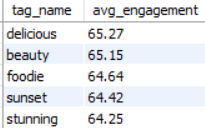 tag_name avg_engagement
delicious 65.27
beauty 65.15
foodie 64.64
sunset 64.42
stunning 64.25